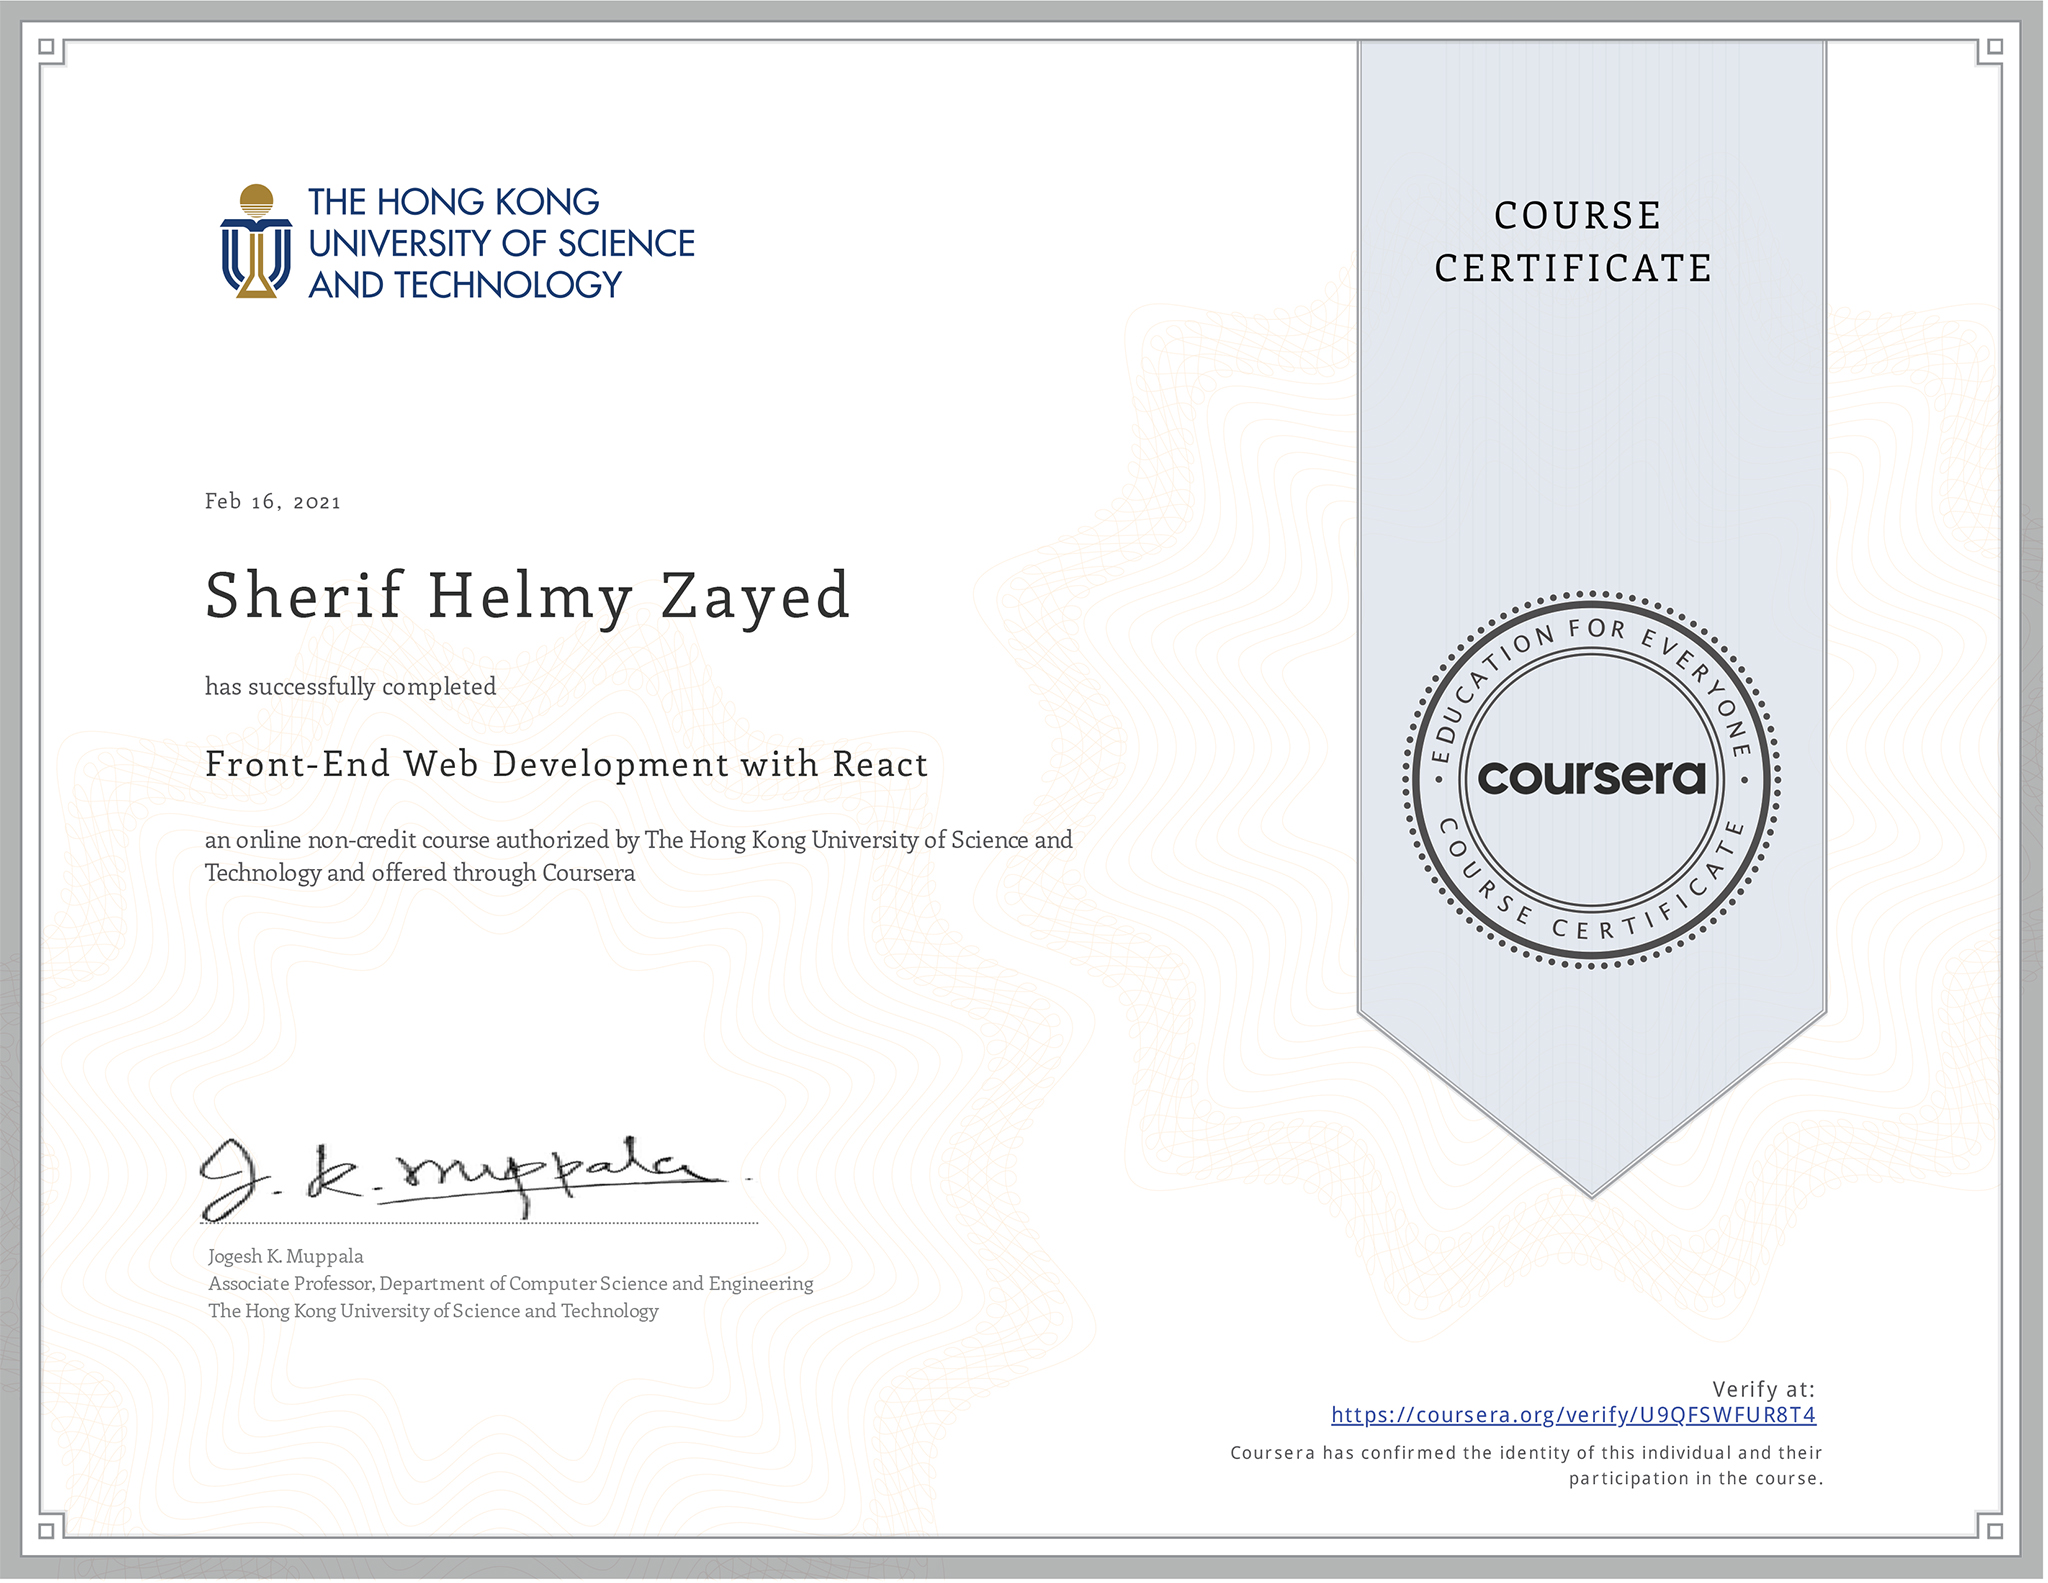 THE HONG KONG
UNIVERSITY OF SCIENCE
AND TECHNOLOGY
COURSE
CERTIFICATE
Feb 16, 2021
Sherif Helmy Zayed
has successfully completed
Front-End Web Development with React
an online non-credit course authorized by The Hong Kong University of Science and
Technology and offered through Coursera
EDUCATION FOR EVERYONE
coursera
COURSE CERTIFICATE
J. K. Muppala
Jogesh K. Muppala
Associate Professor, Department of Computer Science and Engineering
The Hong Kong University of Science and Technology
Verify at:
https://coursera.org/verify/U9QFSWFUR8T4
Coursera has confirmed the identity of this individual and their
participation in the course.